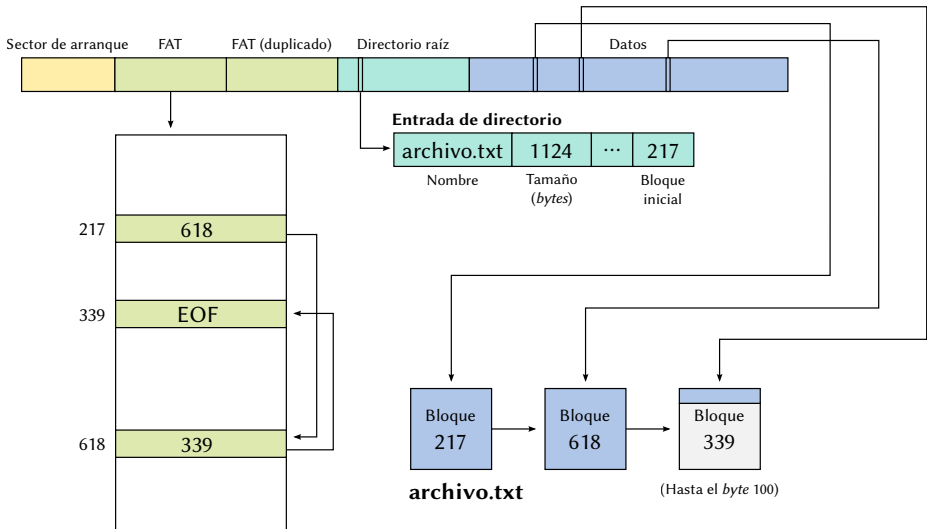 Sector de arranque
FAT
FAT (duplicado)
Directorio raíz
Datos
Entrada de directorio
archivo.txt
1124
...
217
Nombre
Tamaño
(bytes)
Bloque
inicial
217
618
339
EOF
618
339
Bloque
217
Bloque
618
Bloque
339
archivo.txt
(Hasta el byte 100)